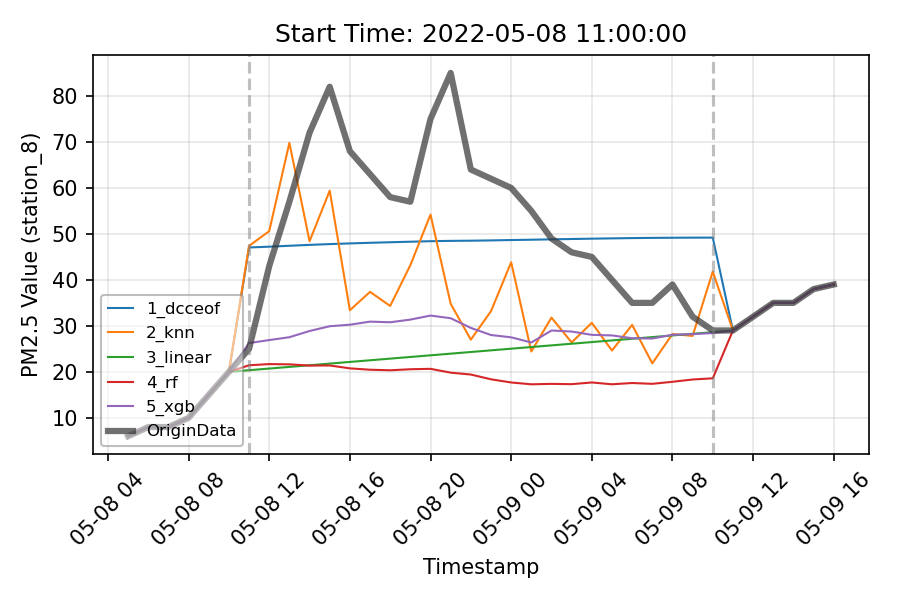 Start Time: 2022-05-08 11:00:00
PM2.5 Value (station_8)
80
70
60
50
40
30
20
10
1_dcceof
2_knn
3_linear
4_rf
5_xgb
OriginData
05-08 04
05-08 08
05-08 12
05-08 16
05-08 20
05-09 00
05-09 04
05-09 08
05-09 12
05-09 16
Timestamp